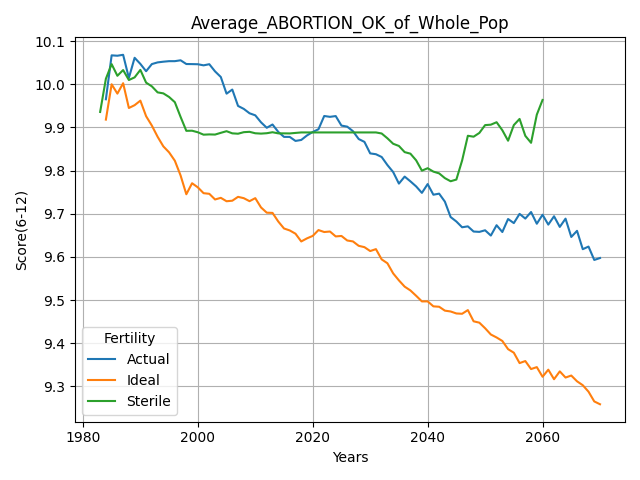 Average_ABORTION_OK_of_Whole_Pop
Score(6-12)
10.1
10.0
9.9
9.8
9.7
9.6
9.5
9.4
9.3
Fertility
Actual
Ideal
Sterile
1980
2000
2020
2040
2060
Years